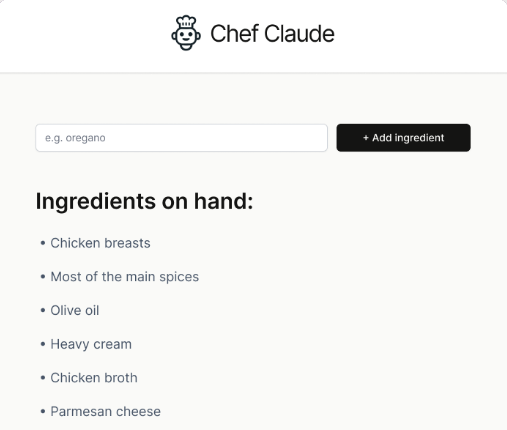 Chef Claude
e.g. oregano
+ Add ingredient
Ingredients on hand:
• Chicken breasts
• Most of the main spices
• Olive oil
• Heavy cream
• Chicken broth
• Parmesan cheese